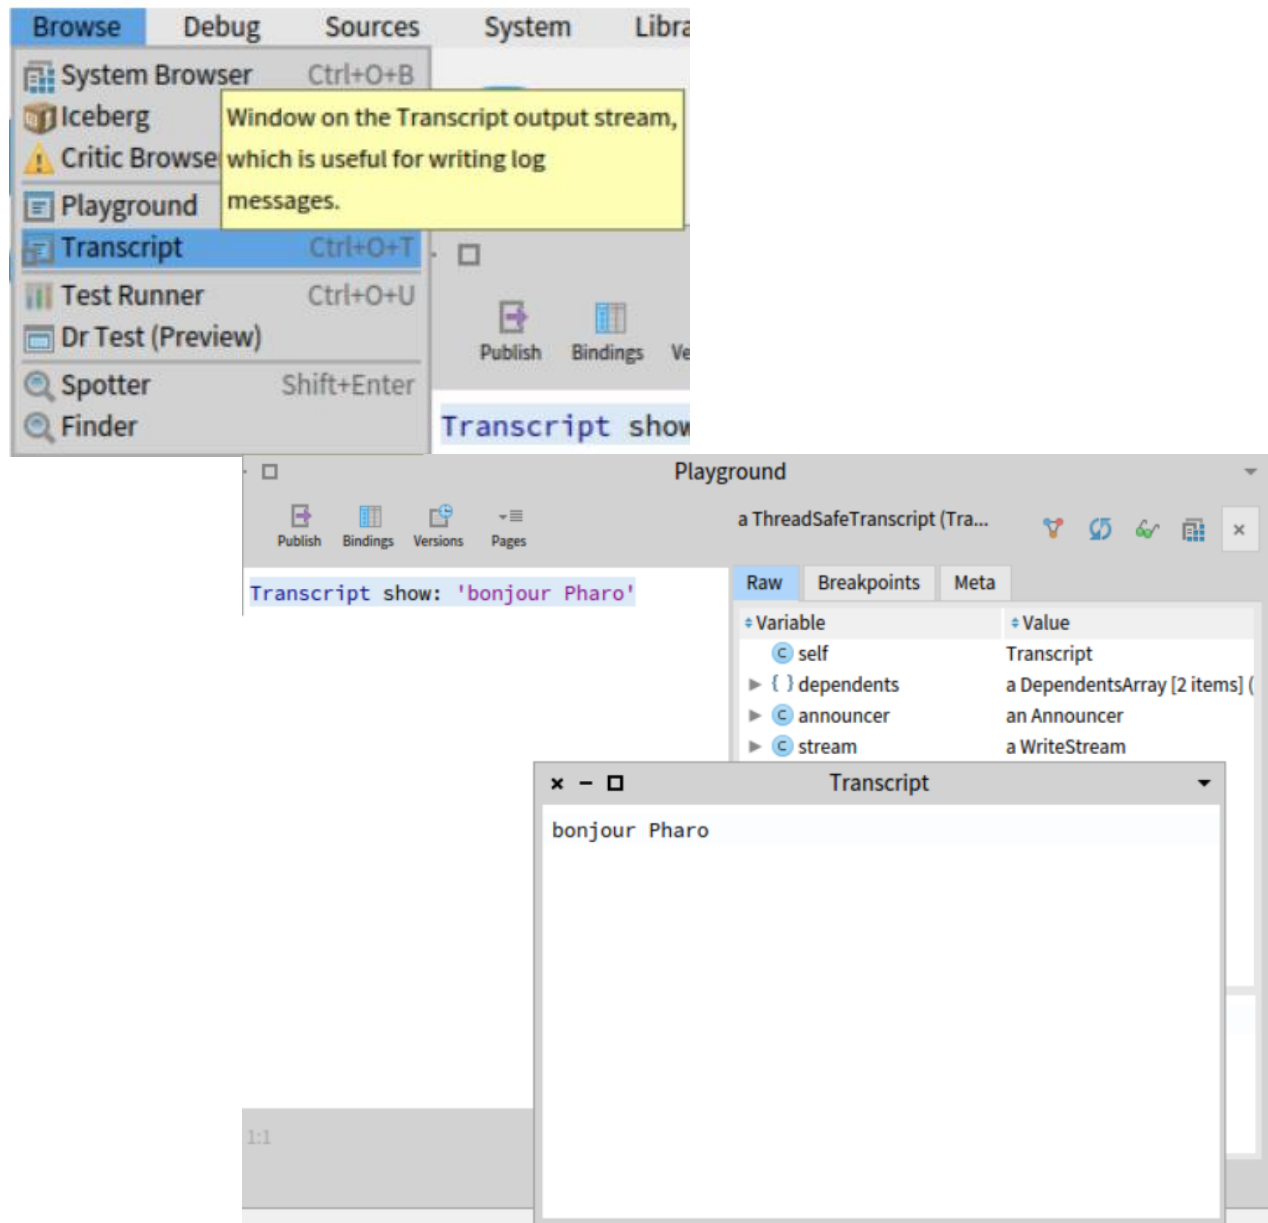 Browse Debug Sources System Libra
System Browser Ctrl+O+B
Iceberg
Critic Browse
Window on the Transcript output stream,
which is useful for writing log
messages.
Playground
Transcript Ctrl+O+T
Test Runner Ctrl+O+U
Dr Test (Preview)
Spotter Shift+Enter
Finder
Publish Bindings Ve
Transcript show
Playground
Publish Bindings Versions Pages
a ThreadSafeTranscript (Tra...
Transcript show: 'bonjour Pharo'
Raw Breakpoints Meta
Variable Value
self Transcript
{ } dependents a DependentsArray [2 items] (
announcer an Announcer
stream a WriteStream
Transcript
bonjour Pharo
1:1